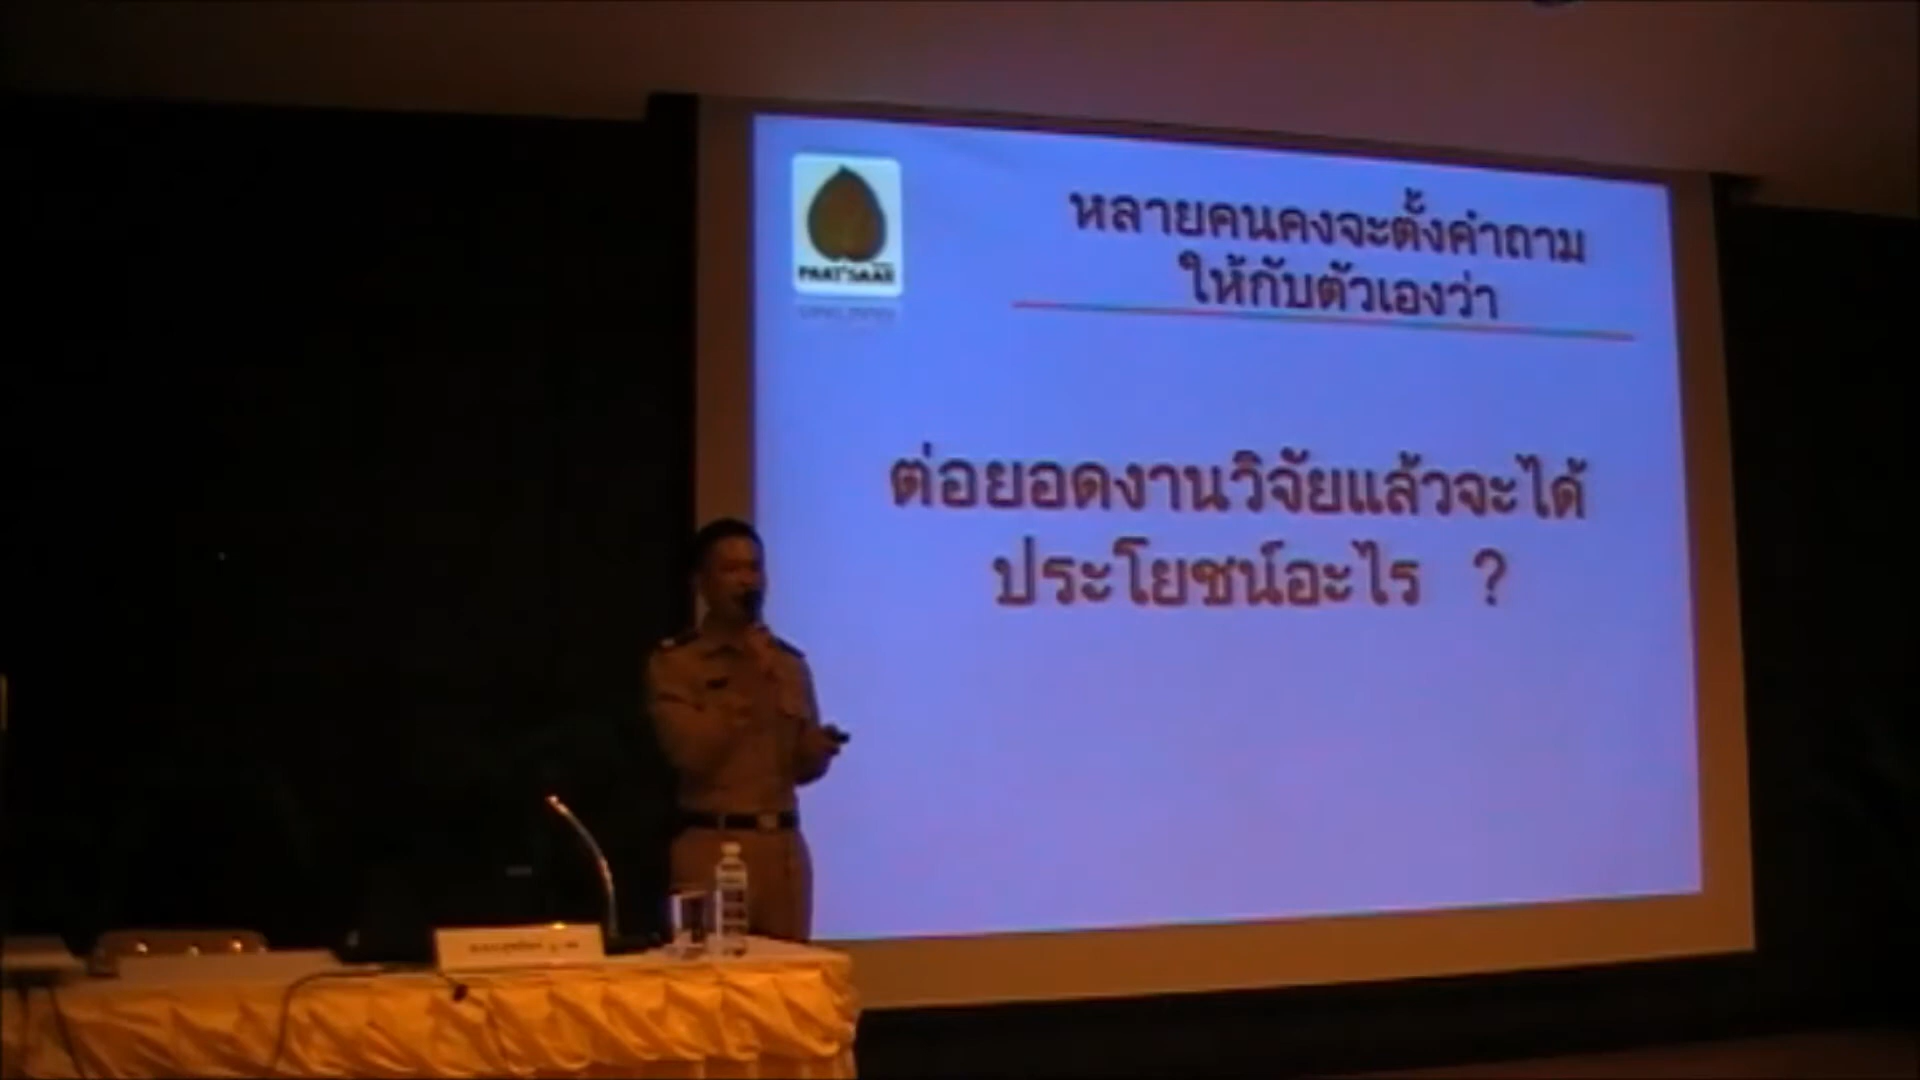 หลายคนคงจะตั้งคำถาม
ให้กับตัวเองว่า
ต่อยอดงานวิจัยแล้วจะได้
ประโยชน์อะไร ?